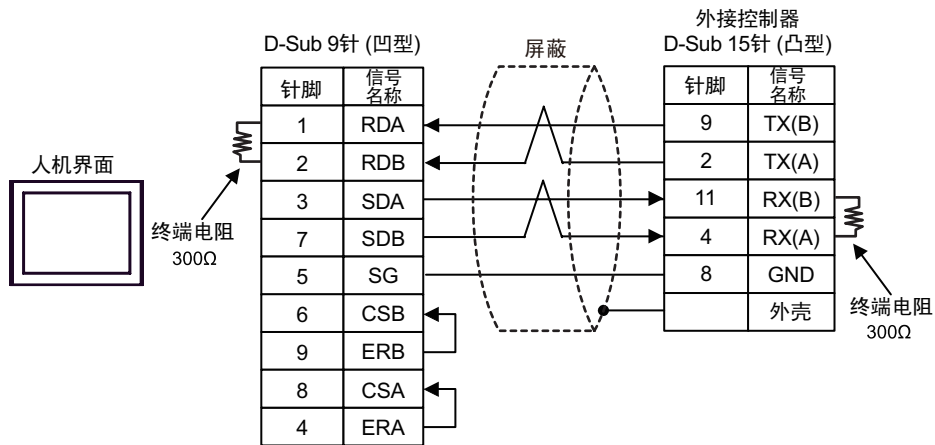 外接控制器
D-Sub 9针 (凹型)
屏蔽
D-Sub 15针 (凸型)
针脚 信号名称
针脚 信号名称
1 RDA
9 TX(B)
2 RDB
2 TX(A)
人机界面
3 SDA
11 RX(B)
终端电阻
300Ω
7 SDB
4 RX(A)
5 SG
8 GND
6 CSB
外壳
终端电阻
300Ω
9 ERB
8 CSA
4 ERA